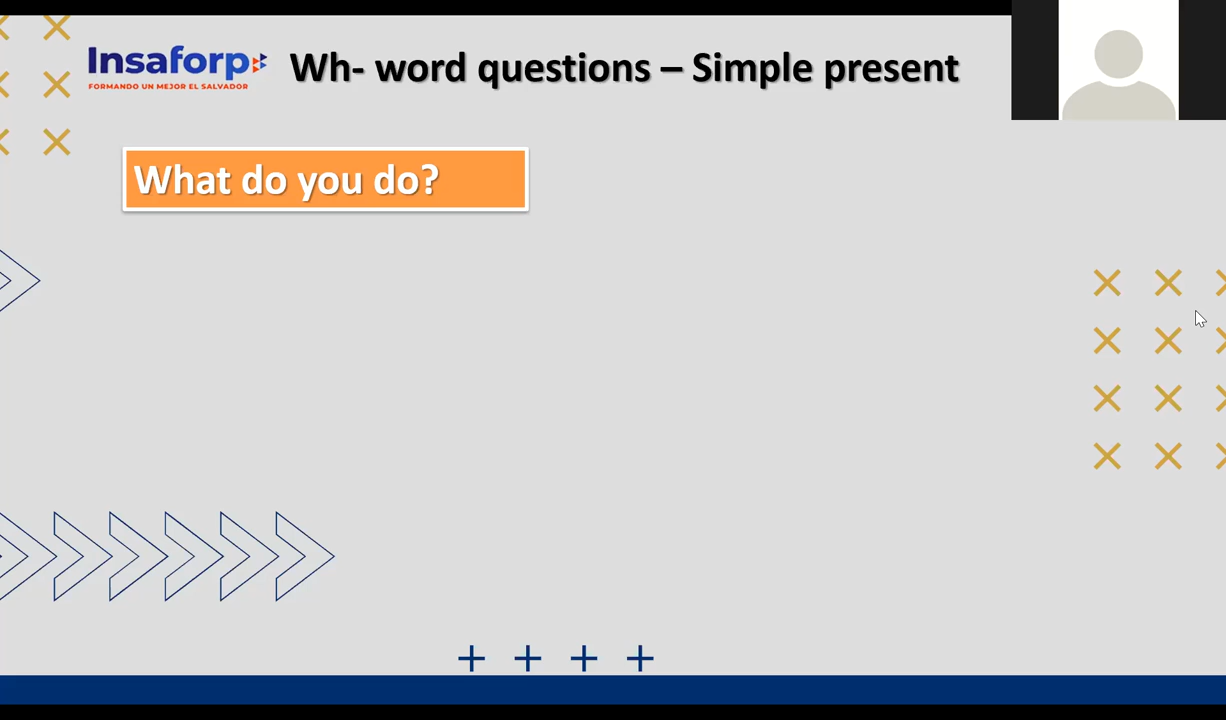 Insaforp
FORMANDO UN MEJOR EL SALVADOR
Wh- word questions – Simple present
What do you do?